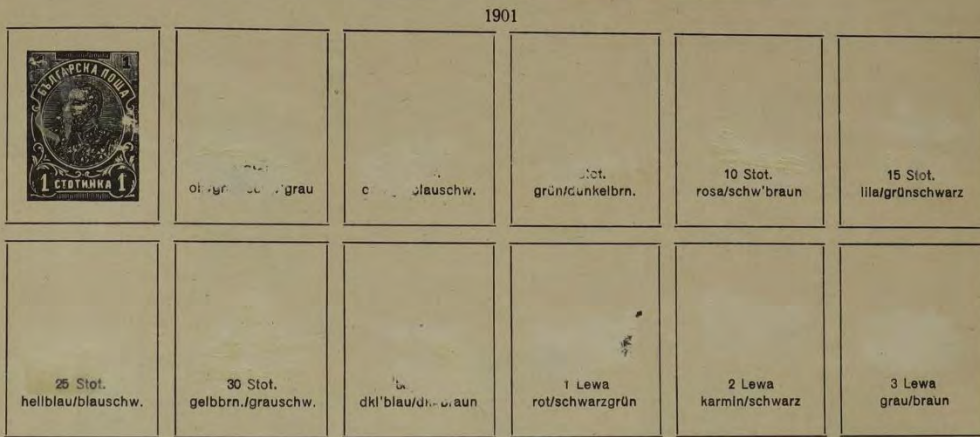 1901
1
БЪЛГАРСКА ПОЩА
1 СТОТИНКА 1
grau
blauschw.
Stot.
grün/dunkelbrn.
10 Stot.
rosa/schw'braun
15 Stot.
lila/grünschwarz
25 Stot.
hellblau/blauschw.
30 Stot.
gelbbrn./grauschw.
dkl'blau/
1 Lewa
rot/schwarzgrün
2 Lewa
karmin/schwarz
3 Lewa
grau/braun